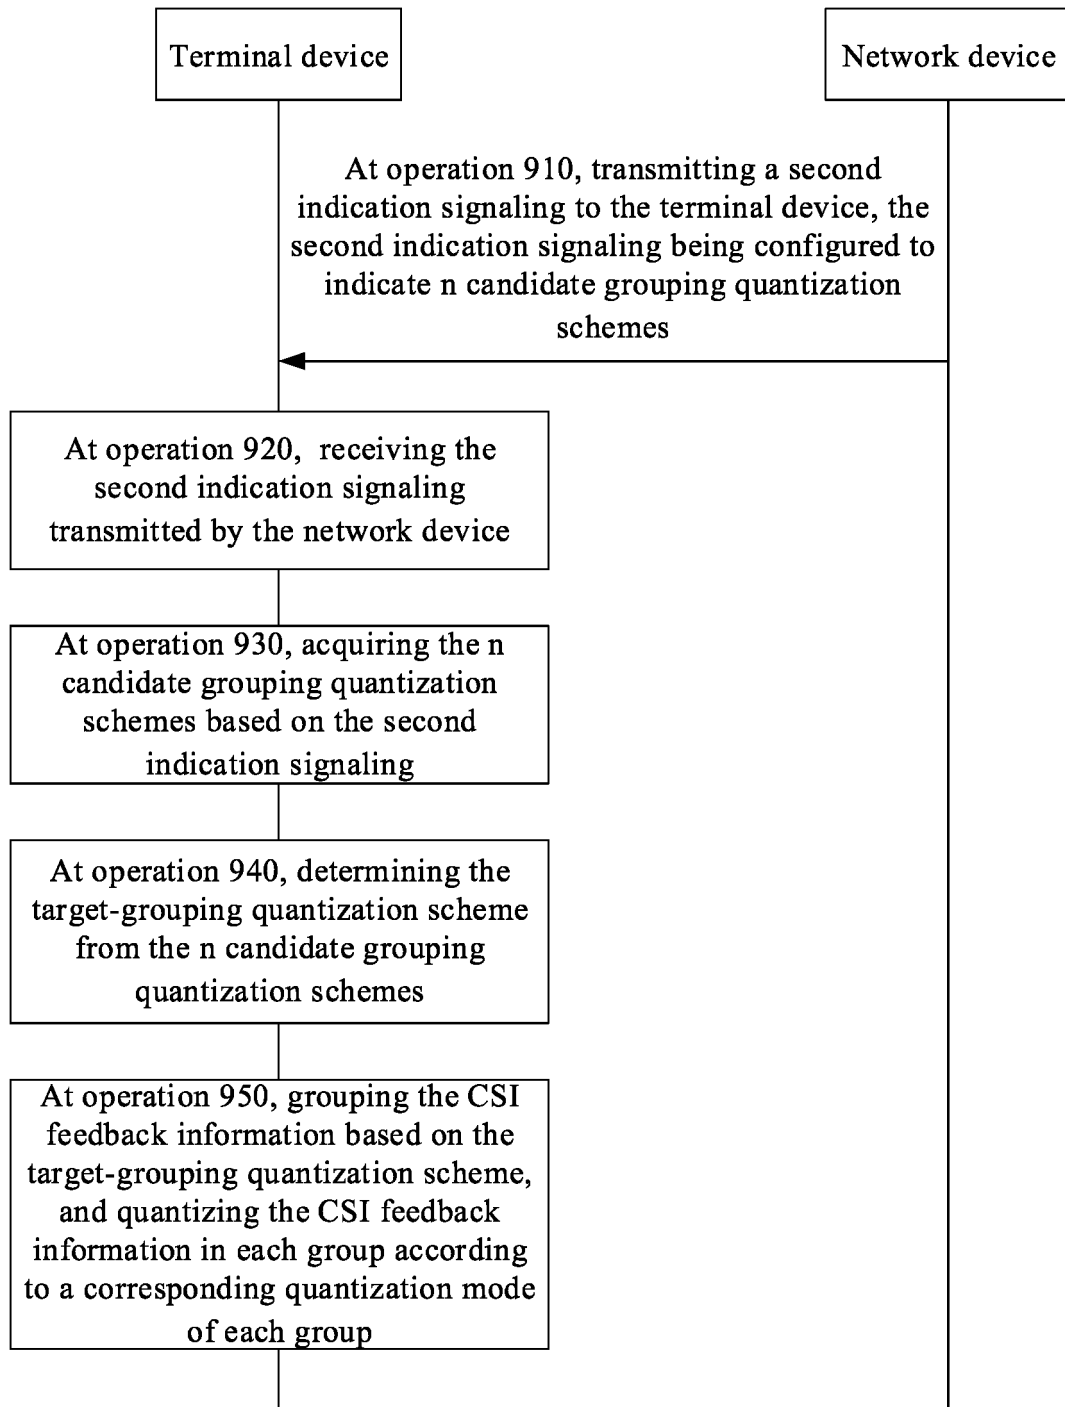 Terminal device
Network device
At operation 910, transmitting a second
indication signaling to the terminal device, the
second indication signaling being configured to
indicate n candidate grouping quantization
schemes
At operation 920, receiving the
second indication signaling
transmitted by the network device
At operation 930, acquiring the n
candidate grouping quantization
schemes based on the second
indication signaling
At operation 940, determining the
target-grouping quantization scheme
from the n candidate grouping
quantization schemes
At operation 950, grouping the CSI
feedback information based on the
target-grouping quantization scheme,
and quantizing the CSI feedback
information in each group according
to a corresponding quantization mode
of each group